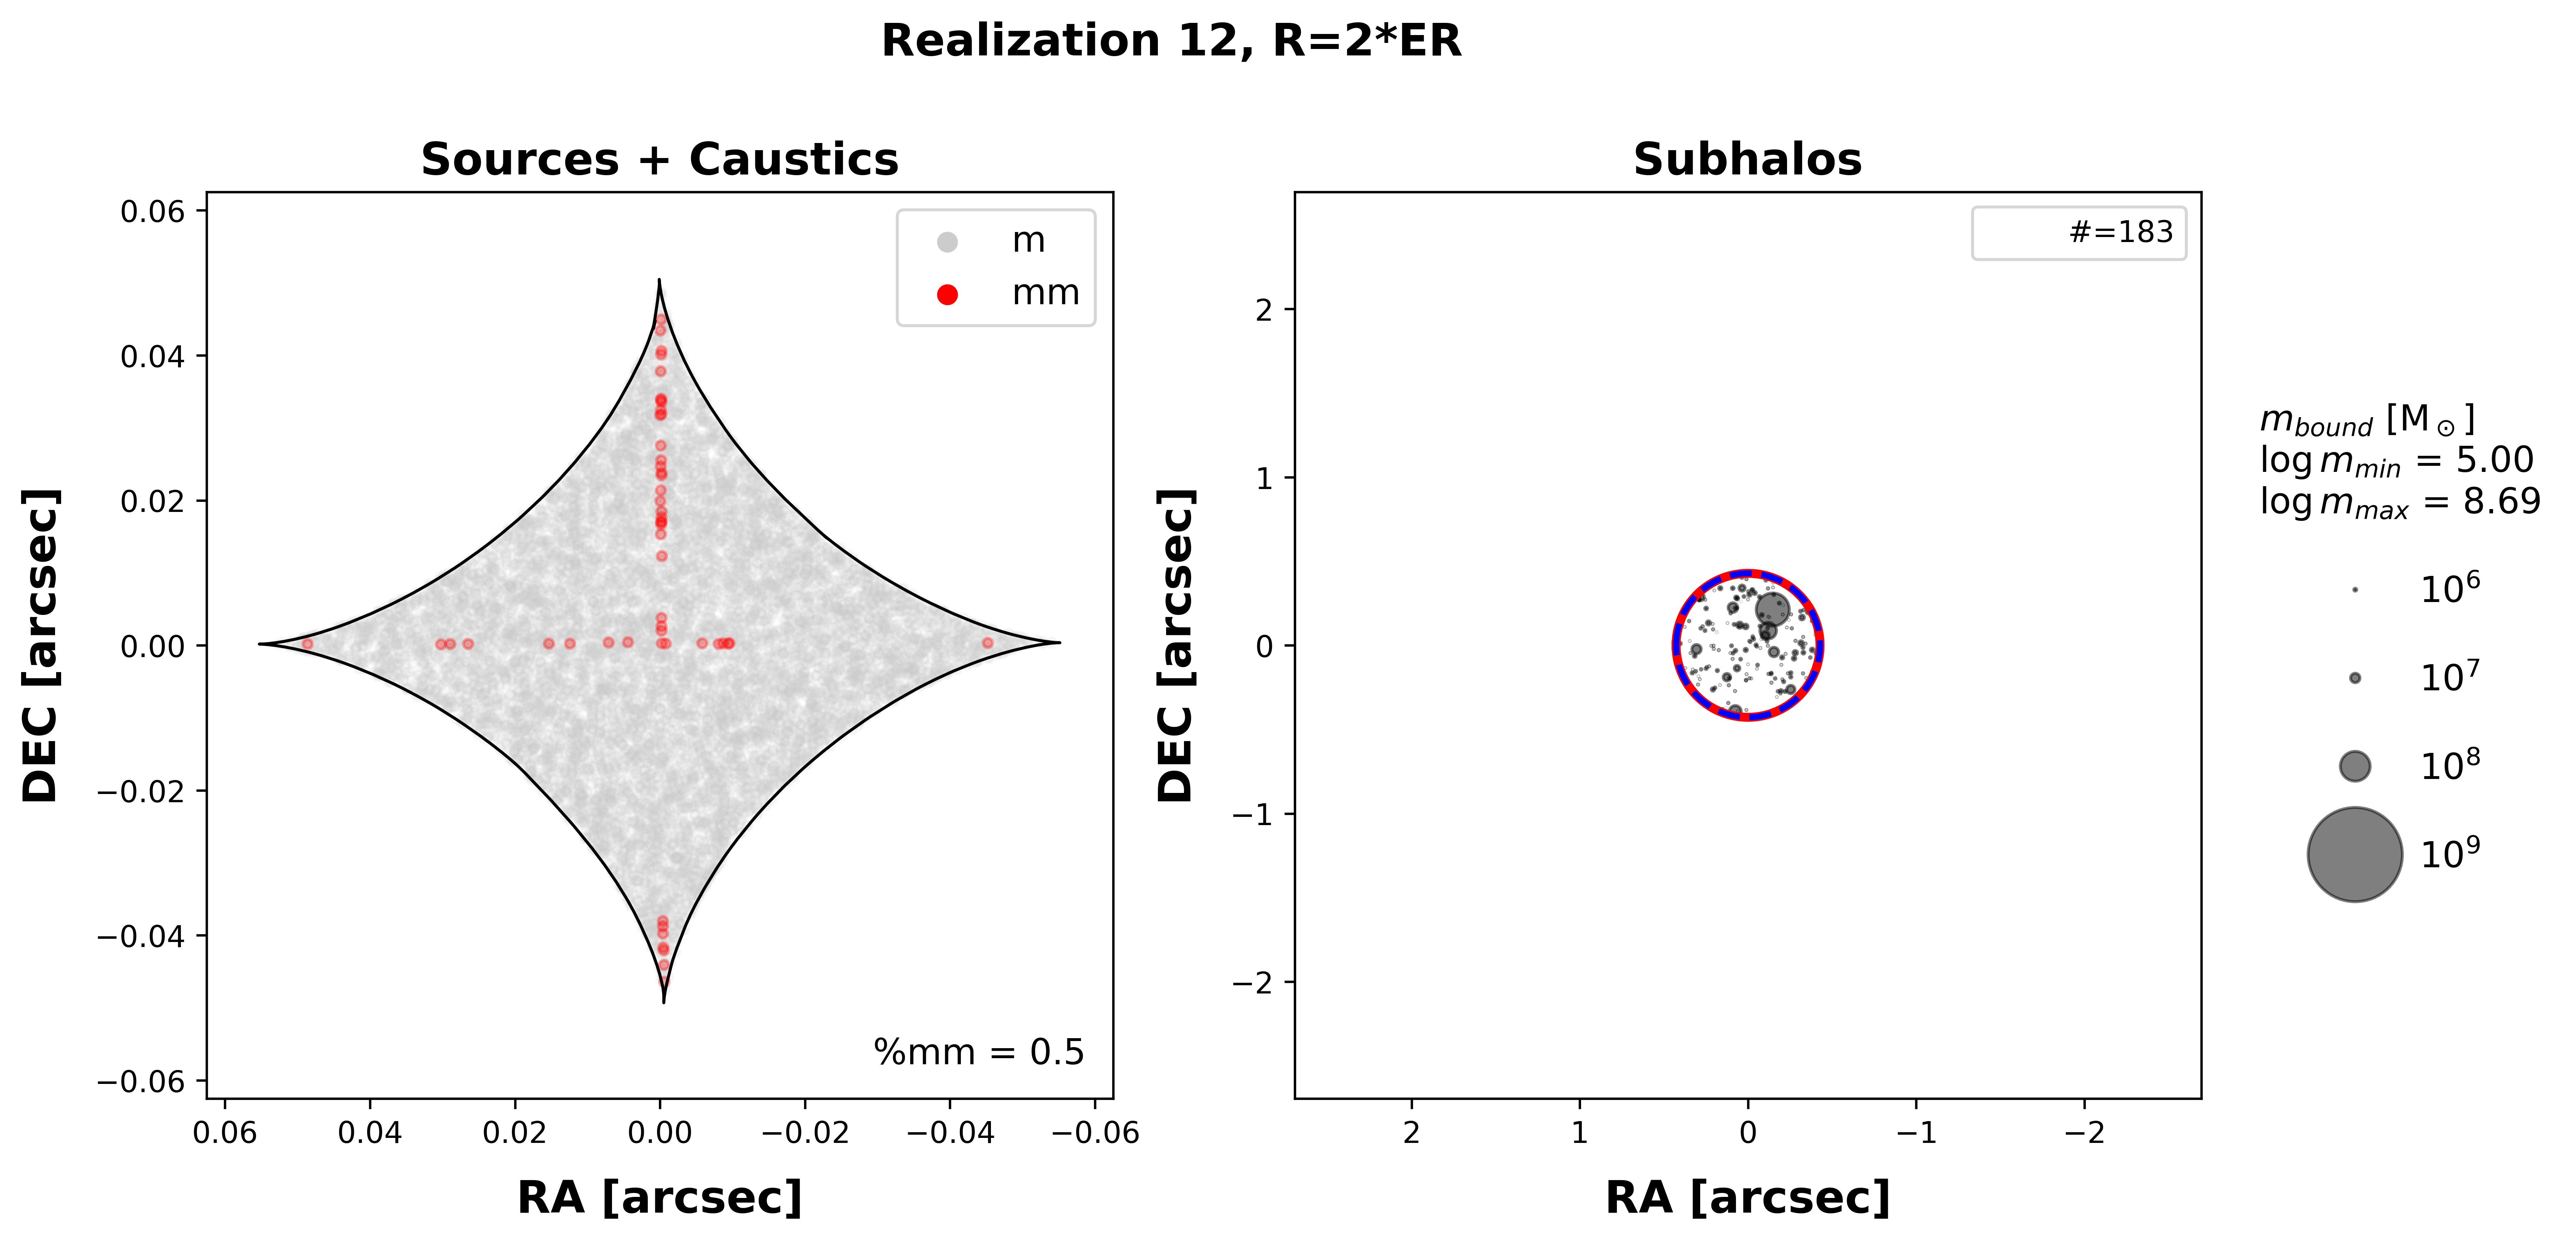 Realization 12, R=2*ER
Sources + Caustics
m
mm
%mm = 0.5
0.06
0.04
0.02
0.00
−0.02
−0.04
−0.06
DEC [arcsec]
0.06
0.04
0.02
0.00
−0.02
−0.04
−0.06
RA [arcsec]
Subhalos
#=183
2
1
0
−1
−2
DEC [arcsec]
2
1
0
−1
−2
RA [arcsec]
m_bound [M_⊙]
log m_min = 5.00
log m_max = 8.69
10^6
10^7
10^8
10^9